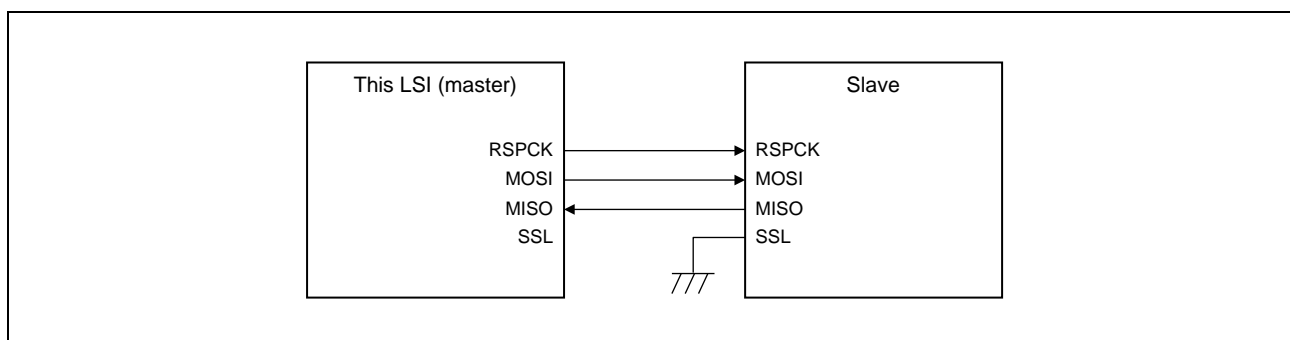 This LSI (master) Slave
RSPCK RSPCK
MOSI MOSI
MISO MISO
SSL SSL